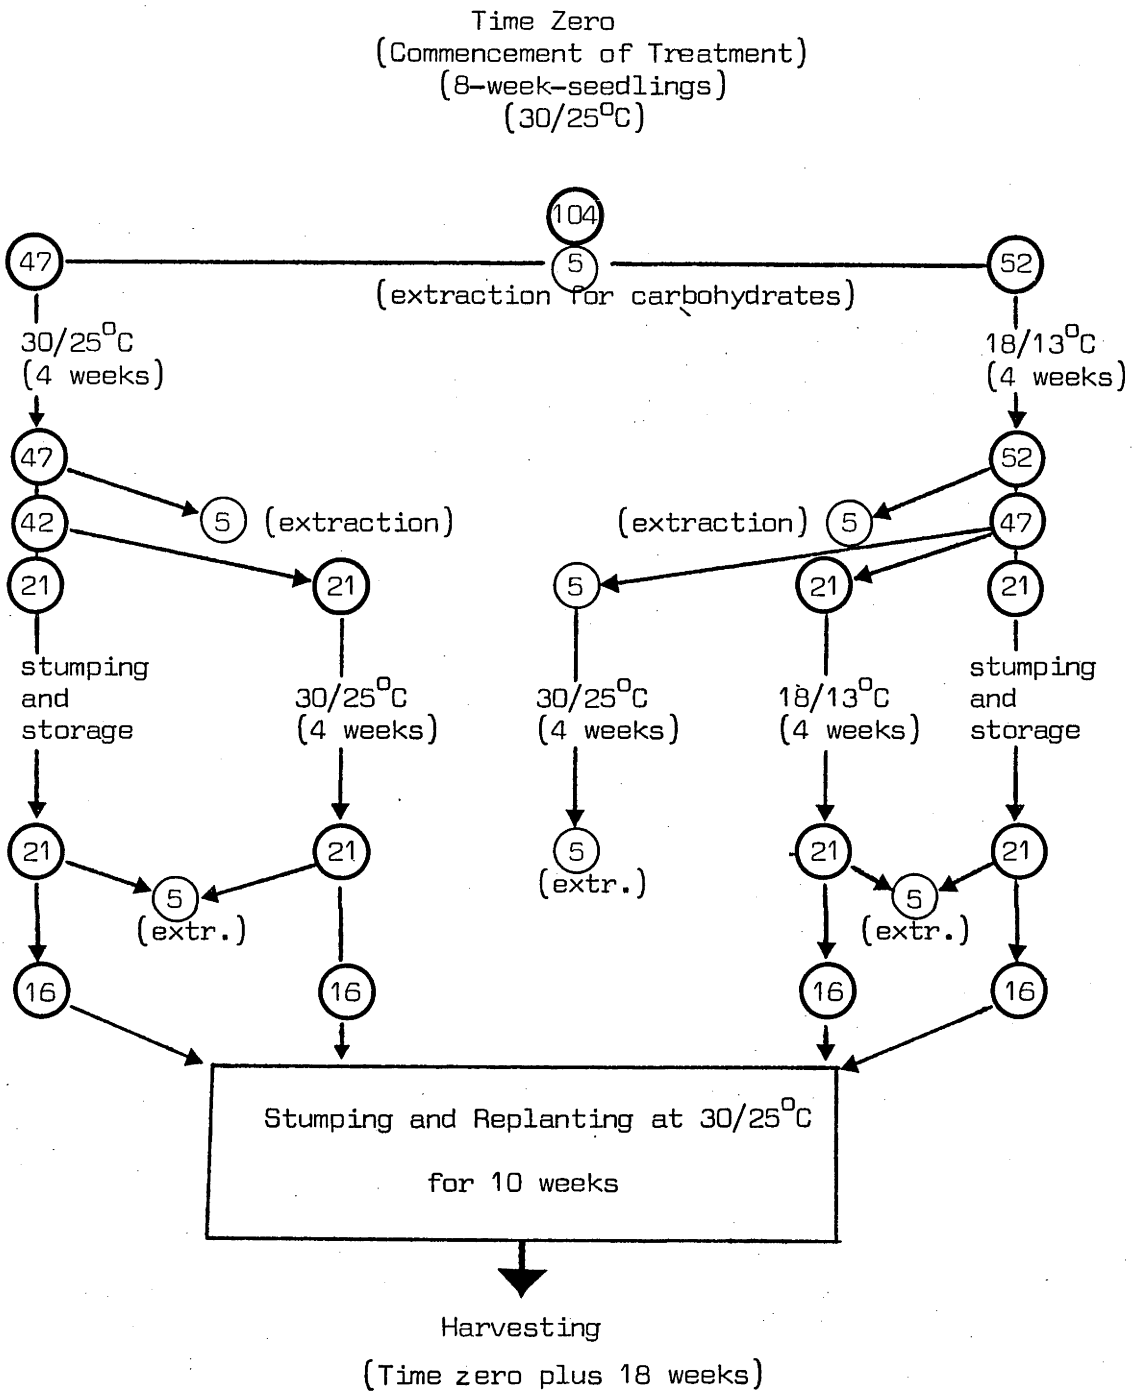 Time Zero
(Commencement of Treatment)
(8-week-seedlings)
(30/25°C)
104
47
5
52
(extraction for carbohydrates)
30/25°C
(4 weeks)
18/13°C
(4 weeks)
47
52
42
5
(extraction)
(extraction)
5
47
21
21
5
21
21
stumping
and
storage
30/25°C
(4 weeks)
30/25°C
(4 weeks)
18/13°C
(4 weeks)
stumping
and
storage
21
21
5
(extr.)
21
21
5
(extr.)
5
(extr.)
16
16
16
16
Stumping and Replanting at 30/25°C
for 10 weeks
Harvesting
(Time zero plus 18 weeks)